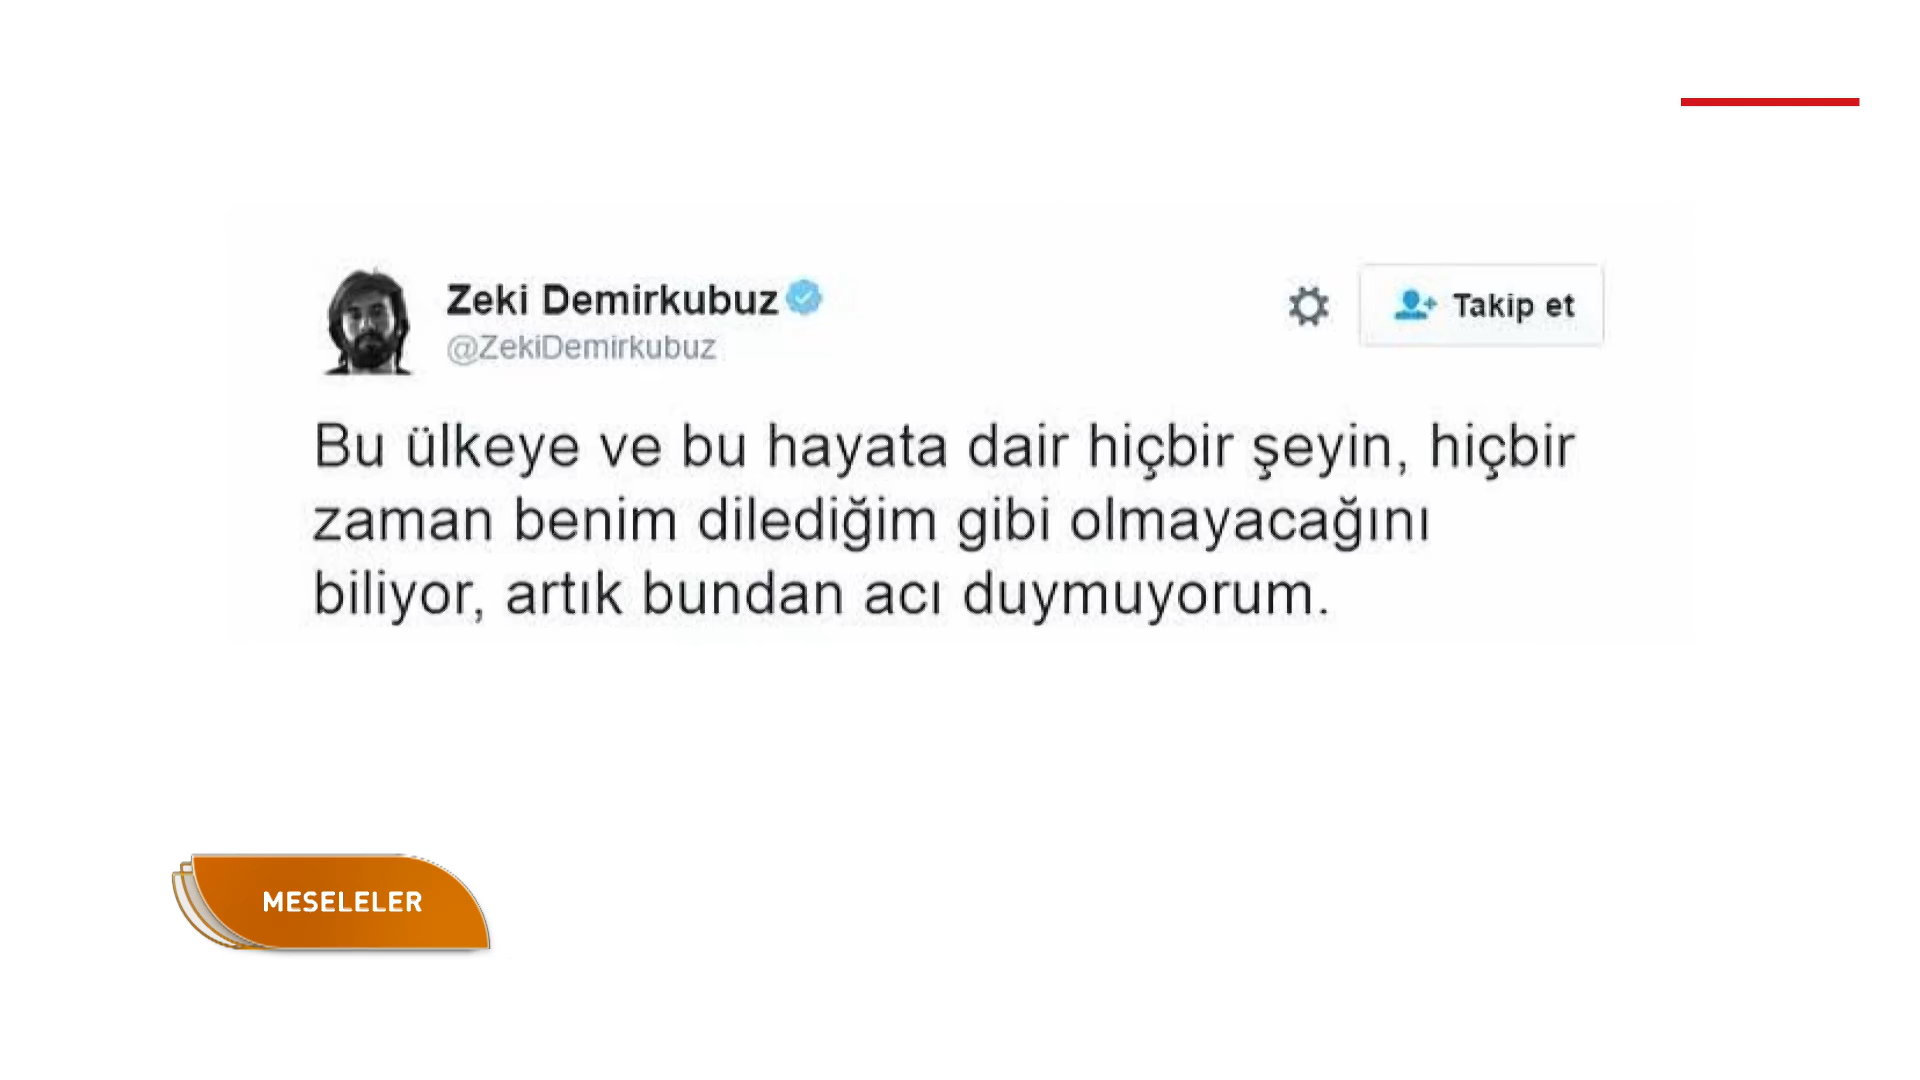 Zeki Demirkubuz
@ZekiDemirkubuz
Takip et
Bu ülkeye ve bu hayata dair hiçbir şeyin, hiçbir
zaman benim dilediğim gibi olmayacağını
biliyor, artık bundan acı duymuyorum.
MESELELER